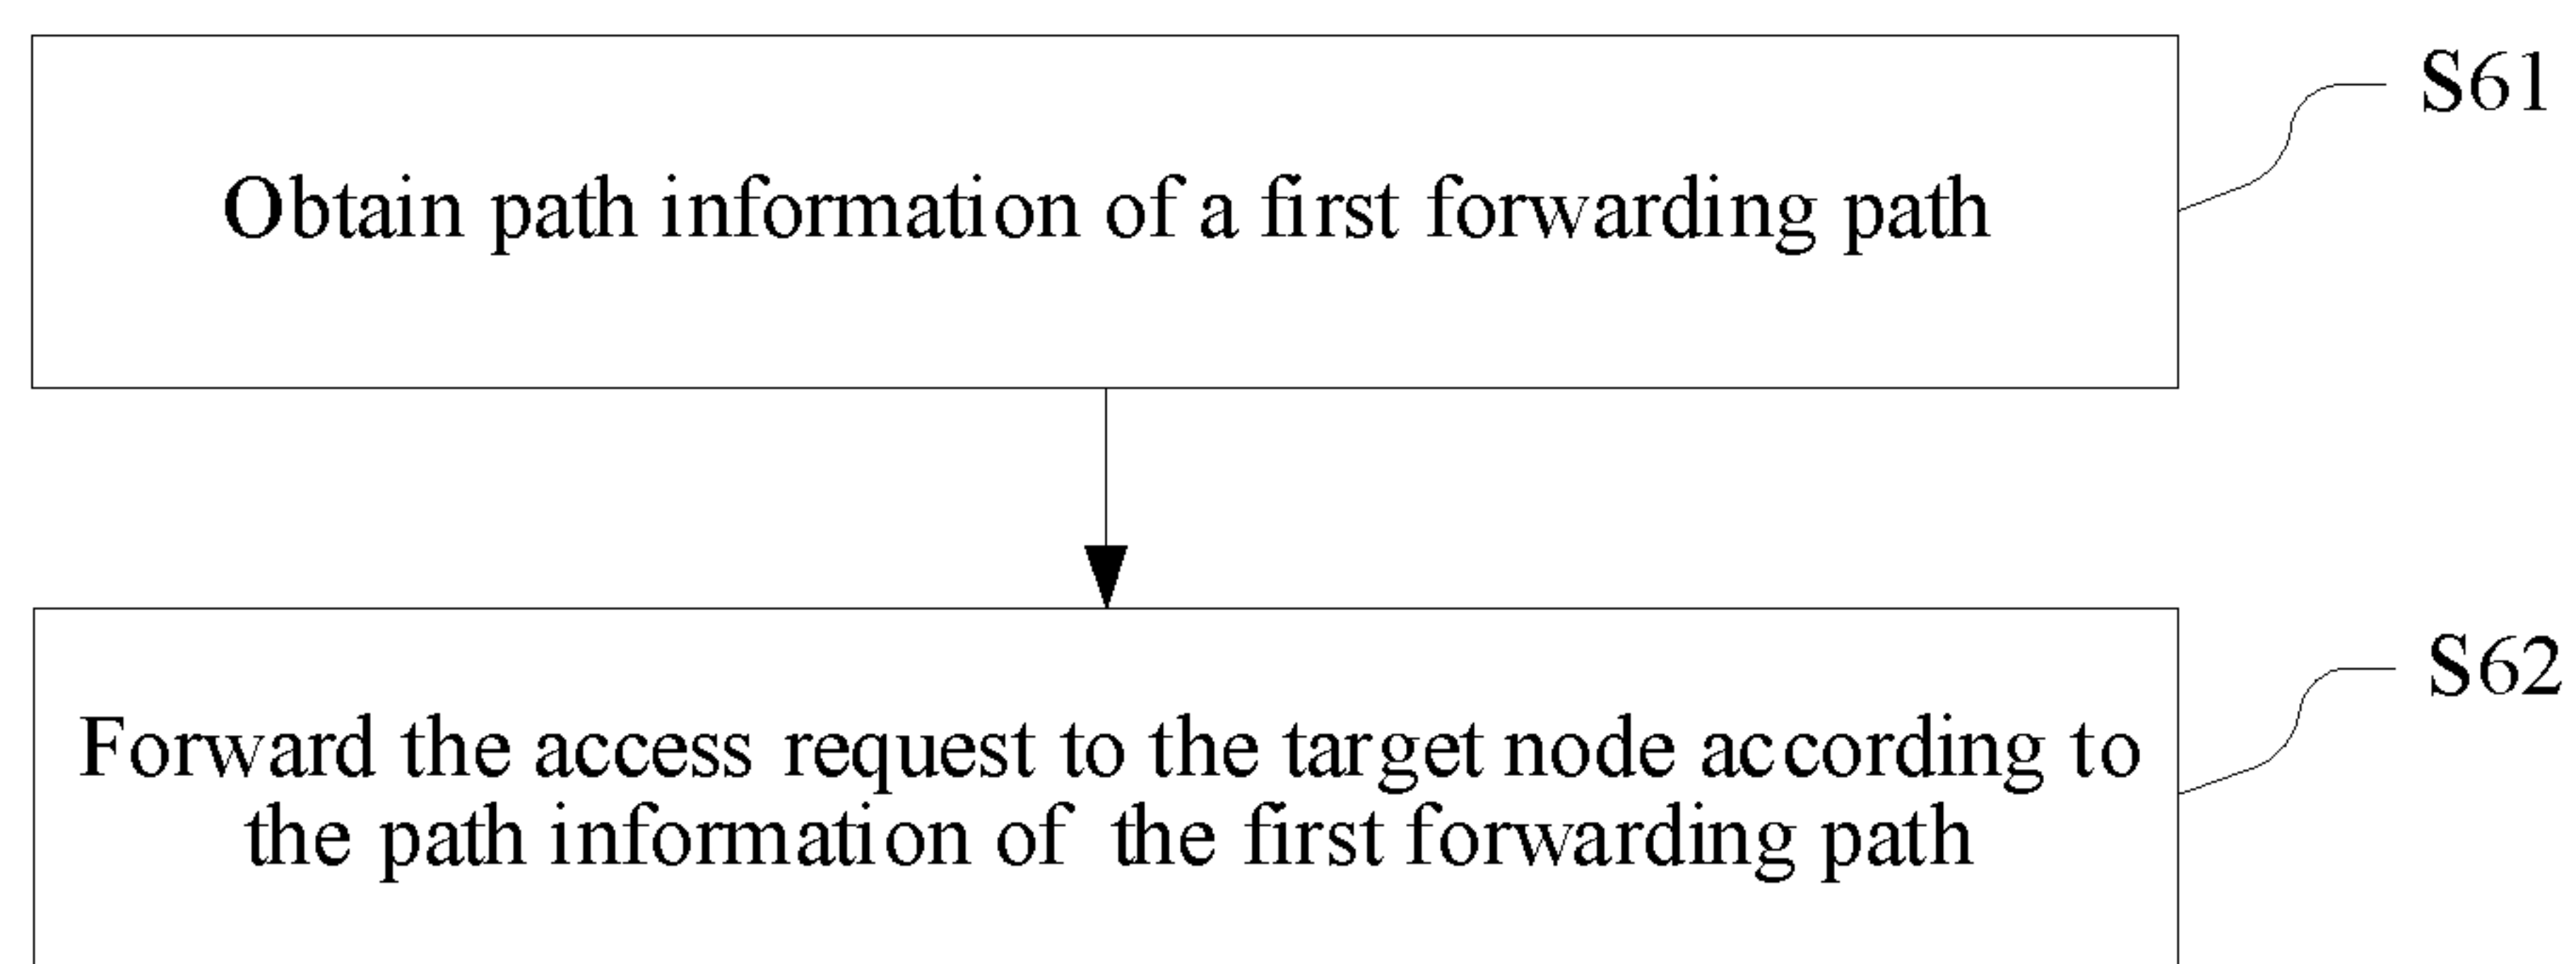 S61
Obtain path information of a first forwarding path
S62
Forward the access request to the target node according to
the path information of the first forwarding path